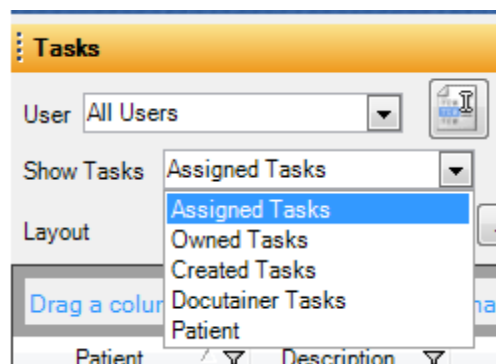 Tasks
User All Users
Show Tasks Assigned Tasks
Assigned Tasks
Layout
Owned Tasks
Created Tasks
Docutainer Tasks
Drag a colu
Patient
Patient Description